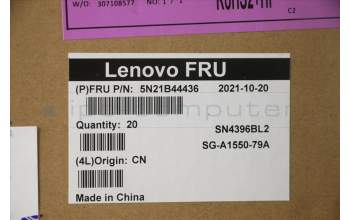 W/O: 307108577 NO: 1 / 1
C2
Lenovo FRU
(P)FRU P/N: 5N21B44436 2021-10-20
Quantity: 20 SN4396BL2
SG-A1550-79A
(4L)Origin: CN
Made in China